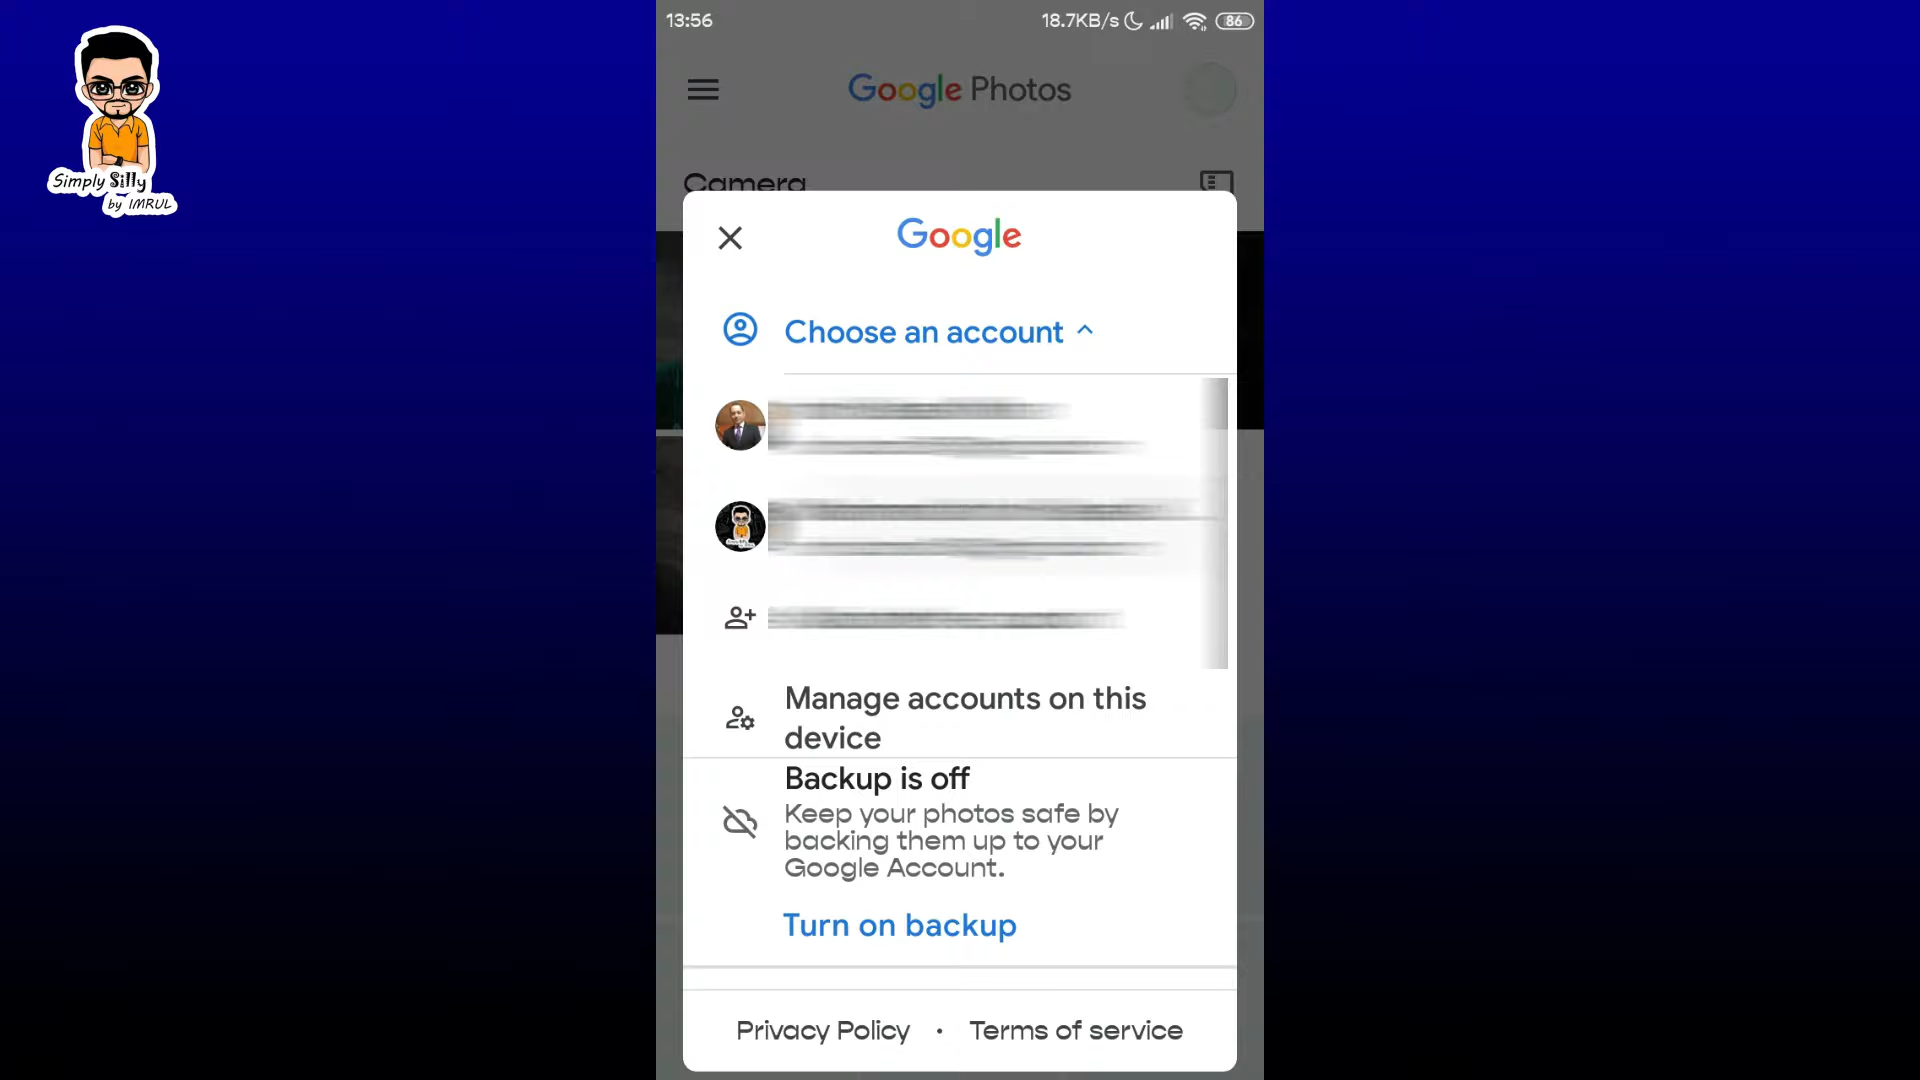 Simply Silly
by IMRUL
13:56
18.7KB/s
86
Google Photos
Camera
Google
Choose an account
Manage accounts on this
device
Backup is off
Keep your photos safe by
backing them up to your
Google Account.
Turn on backup
Privacy Policy • Terms of service